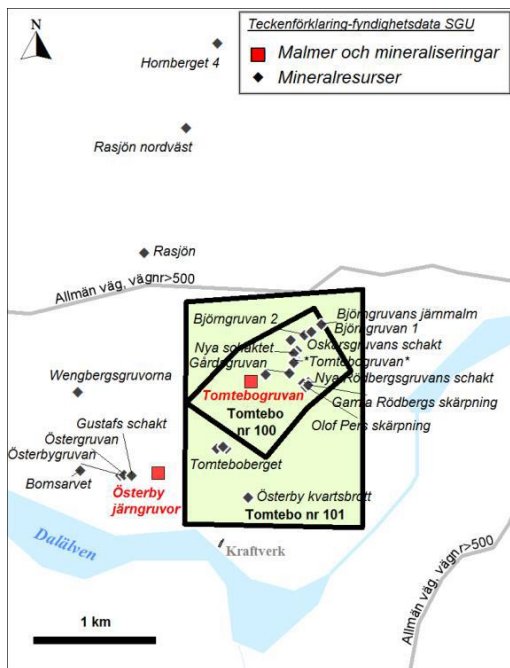 N
Teckenförklaring-fyndighetsdata SGU
Malmer och mineraliseringar
Mineralresurser
Hornberget 4
Rasjön nordväst
Rasjön
Allmän väg, vägnr>500
Björngruvans järnmalm
Björngruvan 2
Björngruvan 1
Oskarsgruvans schakt
Nya schaktet
*Tomtebogruvan*
Gårdsgruvan
Nya Rödbergsgruvans schakt
Wengbergsgruvorna
Tomtebogruvan
Gamla Rödbergs skärpning
Tomtebo
nr 100
Olof Pers skärpning
Gustafs schakt
Östergruvan
Österbygruvan
Tomteboberget
Bomsarvet
Österby
järngruvor
Österby kvartsbrott
Tomtebo nr 101
Dalälven
Kraftverk
Allmän väg, vägnr>500
1 km